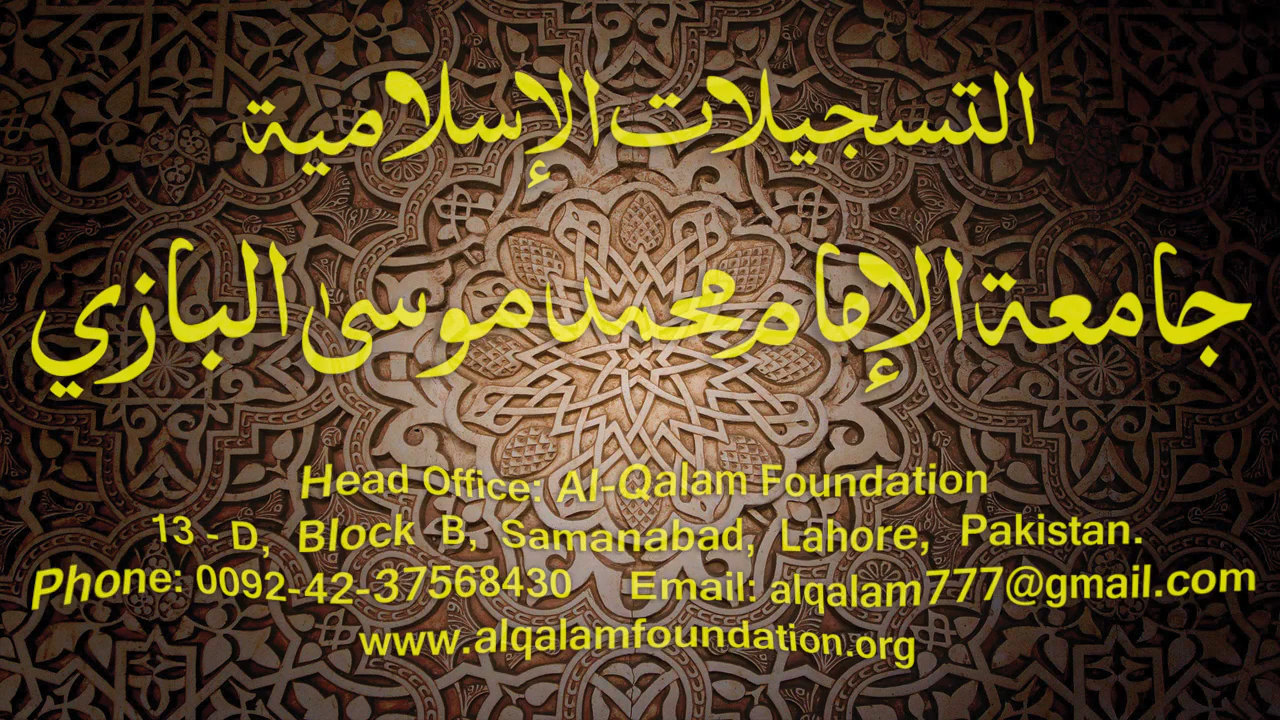 التسجيلات الإسلامية
جامعة الإمام محمد موسى البازي
Head Office: Al-Qalam Foundation
13 - D, Block B, Samanabad, Lahore, Pakistan.
Phone: 0092-42-37568430 Email: alqalam777@gmail.com
www.alqalamfoundation.org